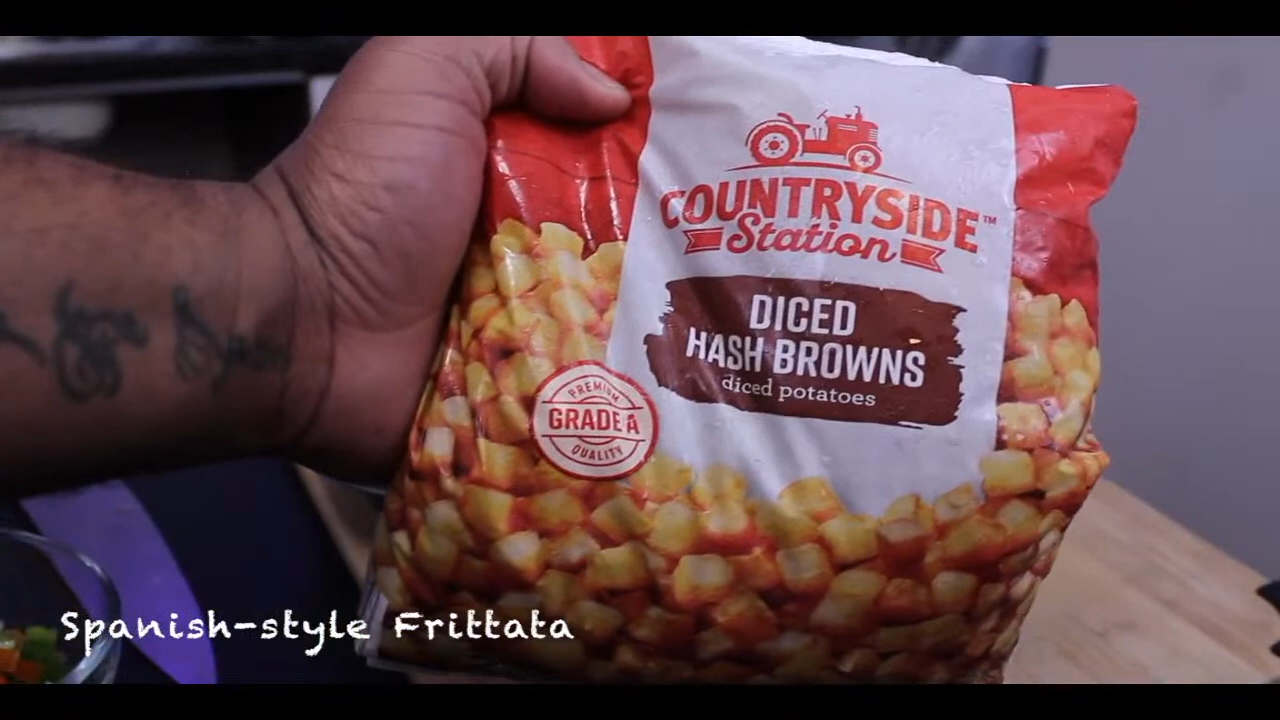 COUNTRYSIDE™
Station
DICED
HASH BROWNS
diced potatoes
PREMIUM
GRADE A
QUALITY
Spanish-style Frittata